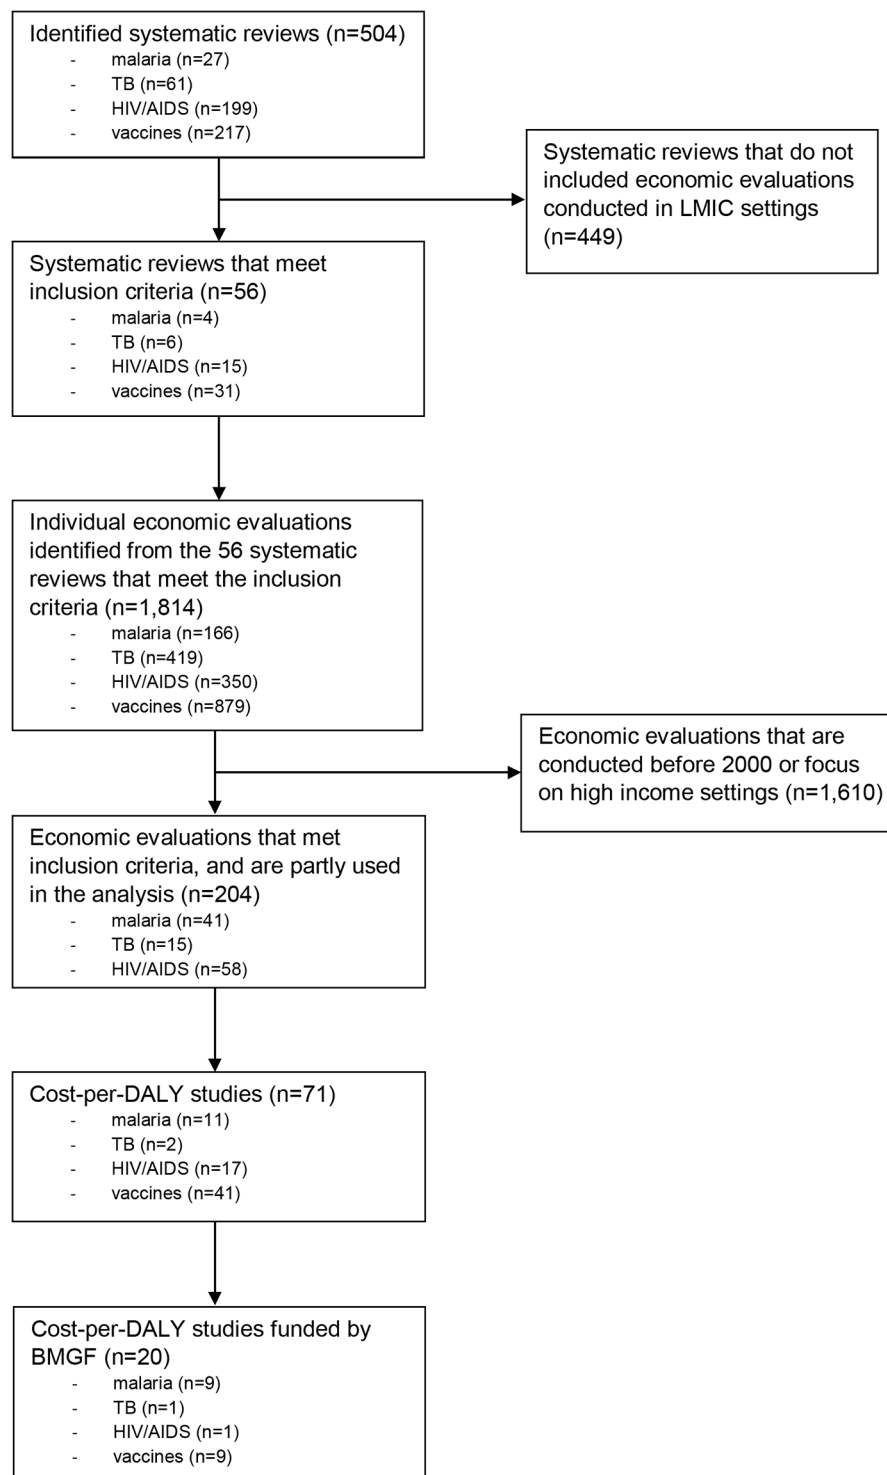 Identified systematic reviews (n=504)
- malaria (n=27)
- TB (n=61)
- HIV/AIDS (n=199)
- vaccines (n=217)
Systematic reviews that do not
included economic evaluations
conducted in LMIC settings
(n=449)
Systematic reviews that meet
inclusion criteria (n=56)
- malaria (n=4)
- TB (n=6)
- HIV/AIDS (n=15)
- vaccines (n=31)
Individual economic evaluations
identified from the 56 systematic
reviews that meet the inclusion
criteria (n=1,814)
- malaria (n=166)
- TB (n=419)
- HIV/AIDS (n=350)
- vaccines (n=879)
Economic evaluations that are
conducted before 2000 or focus
on high income settings (n=1,610)
Economic evaluations that met
inclusion criteria, and are partly used
in the analysis (n=204)
- malaria (n=41)
- TB (n=15)
- HIV/AIDS (n=58)
Cost-per-DALY studies (n=71)
- malaria (n=11)
- TB (n=2)
- HIV/AIDS (n=17)
- vaccines (n=41)
Cost-per-DALY studies funded by
BMGF (n=20)
- malaria (n=9)
- TB (n=1)
- HIV/AIDS (n=1)
- vaccines (n=9)